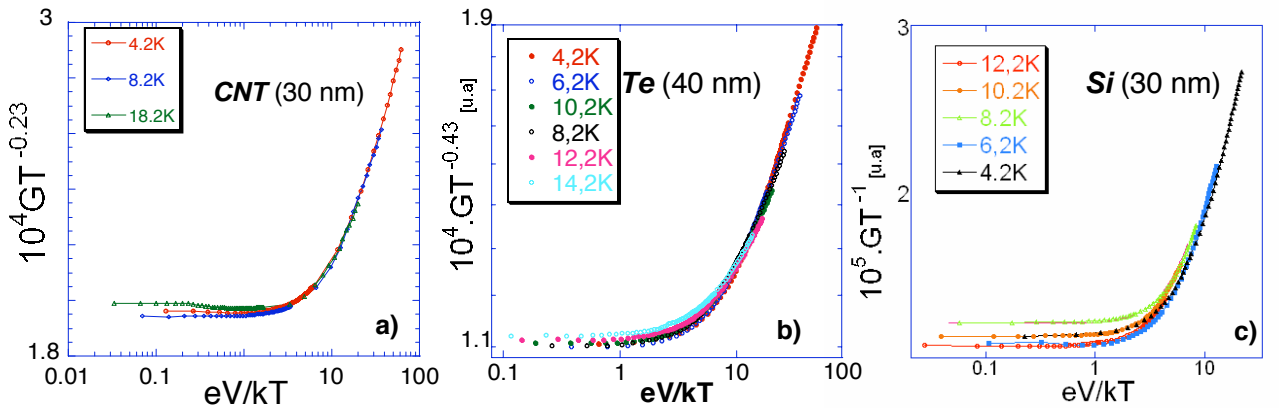 3
4.2K
8.2K
18.2K
CNT (30 nm)
10^4GT^-0.23
1.8
a)
0.01 0.1 1 10 100
eV/kT
1.9
4,2K
6,2K
10,2K
8,2K
12,2K
14,2K
Te (40 nm)
10^4.GT^-0.43 [u.a]
1.1
b)
1 10 100
eV/kT
3
12,2K
10.2K
8.2K
6,2K
4.2K
Si (30 nm)
2
10^5.GT^-1 [u.a]
c)
0.1 1 10
eV/kT